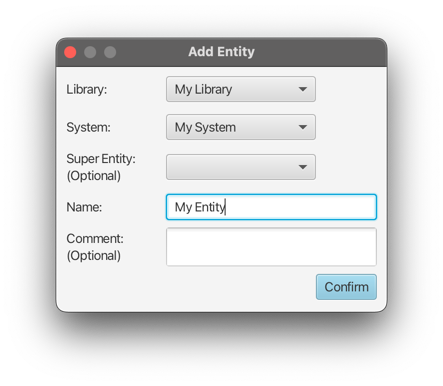 Add Entity
Library: My Library
System: My System
Super Entity:
(Optional)
Name: My Entity
Comment:
(Optional)
Confirm